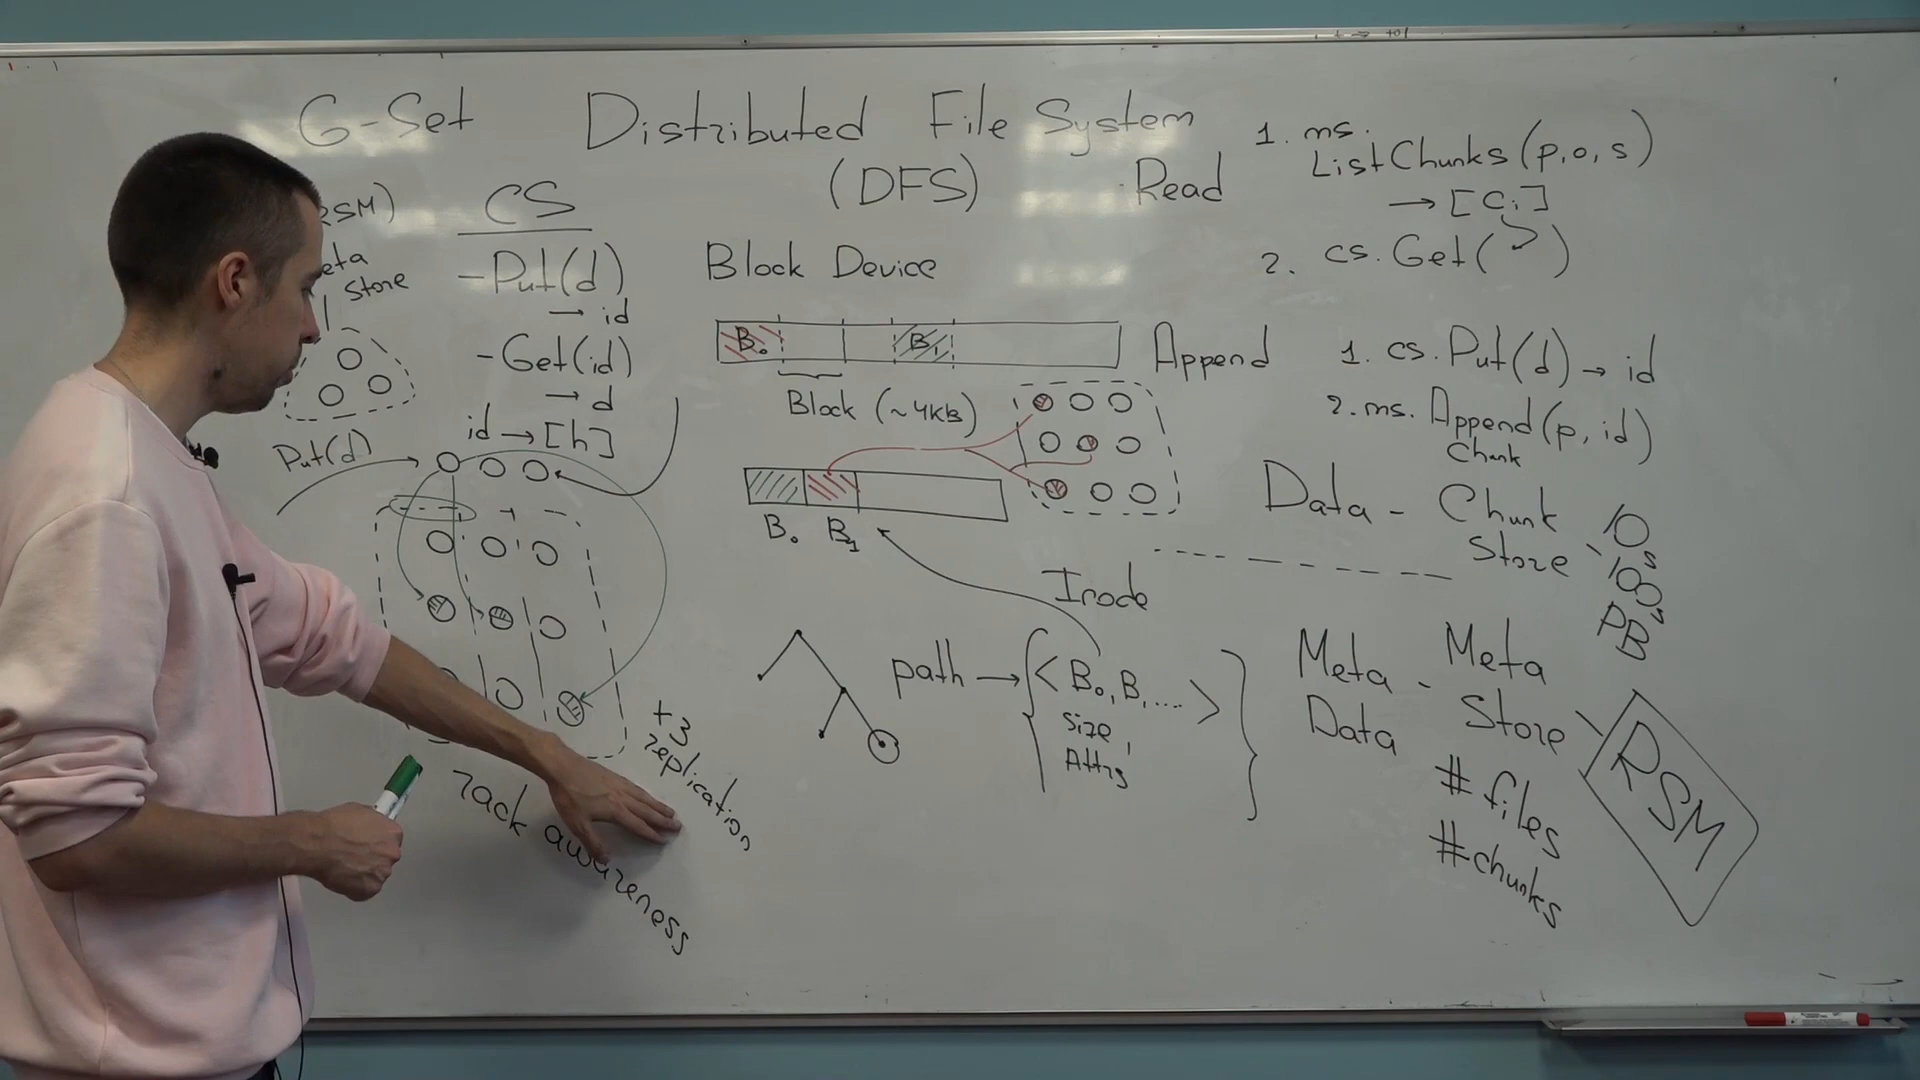 G-Set
Distributed File System
(DFS)
RSM)
eta
Store
Put(d)
CS
- Put(d)
→ id
- Get(id)
→ d
id → [h]
+3
replication
rack awareness
Block Device
B₀ B₁
Block (~4Kb)
B₀ B₁
Inode
path → { < B₀, B₁ .... >
Size,
Attrs
}
Read
1. ms.
ListChunks(p,o,s)
→ [cᵢ]
2. cs.Get( )
Append
1. cs.Put(d) → id
2. ms.Append(p,id)
Chunk
Data - Chunk
Store
10s
100s
PB
Meta - Meta
Data Store
# files
# chunks
RSM